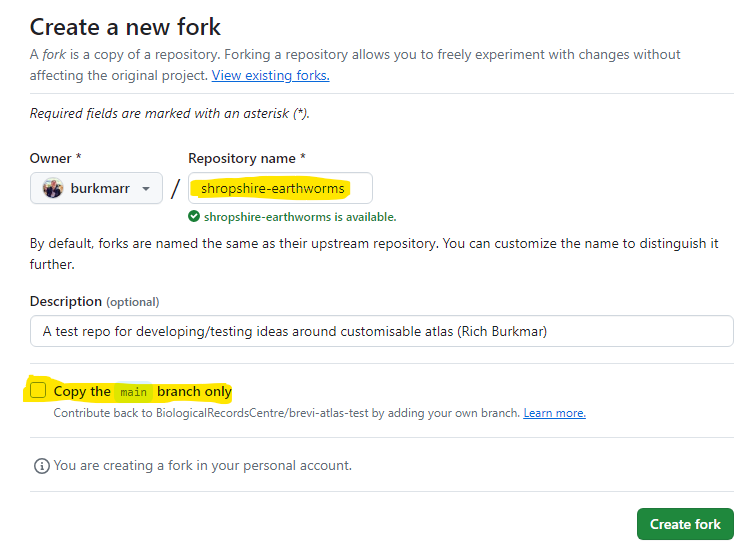 Create a new fork
A fork is a copy of a repository. Forking a repository allows you to freely experiment with changes without
affecting the original project. View existing forks.
Required fields are marked with an asterisk (*).
Owner * Repository name *
burkmarr / shropshire-earthworms
shropshire-earthworms is available.
By default, forks are named the same as their upstream repository. You can customize the name to distinguish it
further.
Description (optional)
A test repo for developing/testing ideas around customisable atlas (Rich Burkmar)
Copy the main branch only
Contribute back to BiologicalRecordsCentre/brevi-atlas-test by adding your own branch. Learn more.
You are creating a fork in your personal account.
Create fork